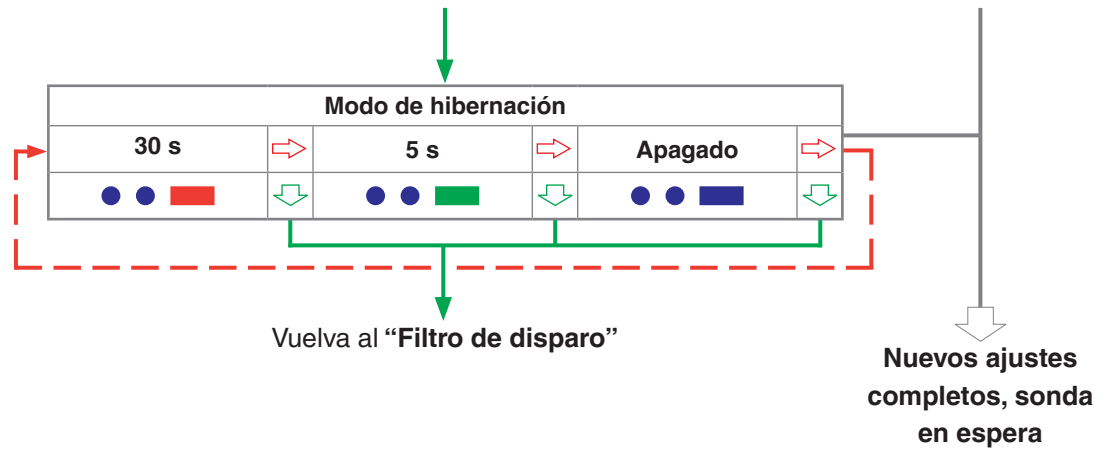 Modo de hibernación
30 s
5 s
Apagado
Vuelva al “Filtro de disparo”
Nuevos ajustes
completos, sonda
en espera